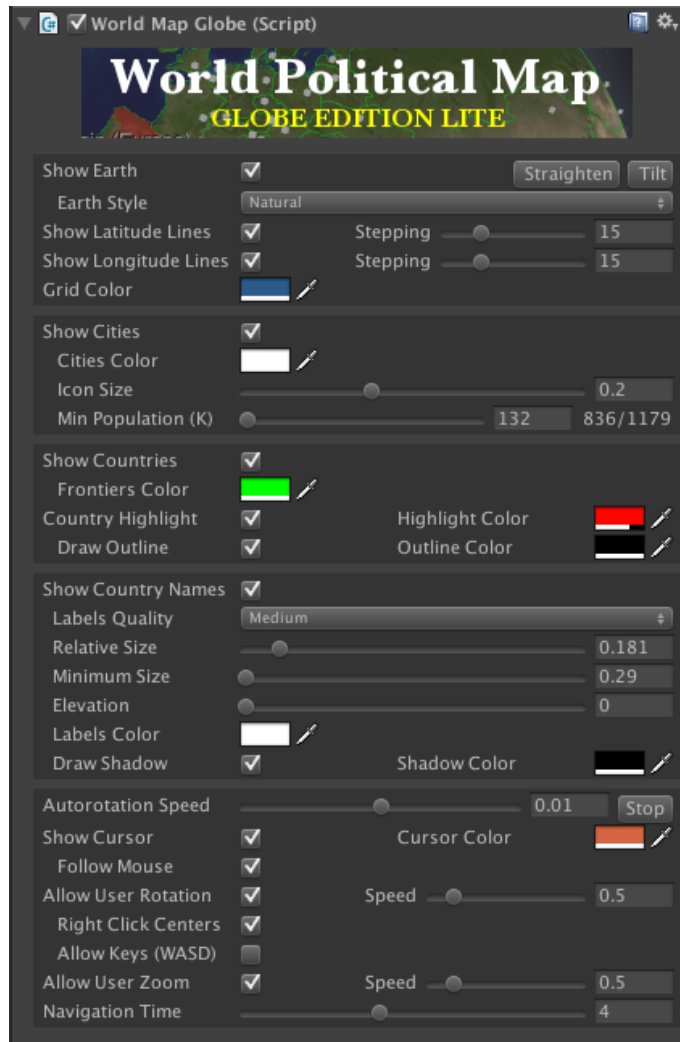 World Map Globe (Script)
World Political Map
GLOBE EDITION LITE
Show Earth Straighten Tilt
Earth Style Natural
Show Latitude Lines Stepping 15
Show Longitude Lines Stepping 15
Grid Color
Show Cities
Cities Color
Icon Size 0.2
Min Population (K) 132 836/1179
Show Countries
Frontiers Color
Country Highlight Highlight Color
Draw Outline Outline Color
Show Country Names
Labels Quality Medium
Relative Size 0.181
Minimum Size 0.29
Elevation 0
Labels Color
Draw Shadow Shadow Color
Autorotation Speed 0.01 Stop
Show Cursor Cursor Color
Follow Mouse
Allow User Rotation Speed 0.5
Right Click Centers
Allow Keys (WASD)
Allow User Zoom Speed 0.5
Navigation Time 4